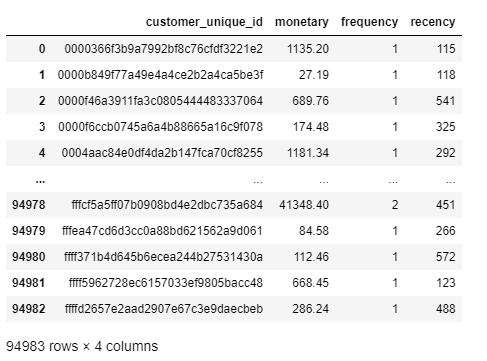 customer_unique_id monetary frequency recency
0 0000366f3b9a7992bf8c76cfdf3221e2 1135.20 1 115
1 0000b849f77a49e4a4ce2b2a4ca5be3f 27.19 1 118
2 0000f46a3911fa3c0805444483337064 689.76 1 541
3 0000f6ccb0745a6a4b88665a16c9f078 174.48 1 325
4 0004aac84e0df4da2b147fca70cf8255 1181.34 1 292
... ... ... ... ...
94978 fffcf5a5ff07b0908bd4e2dbc735a684 41348.40 2 451
94979 fffea47cd6d3cc0a88bd621562a9d061 84.58 1 266
94980 ffff371b4d645b6ecea244b27531430a 112.46 1 572
94981 ffff5962728ec6157033ef9805bacc48 668.45 1 123
94982 ffffd2657e2aad2907e67c3e9daecbeb 286.24 1 488
94983 rows × 4 columns